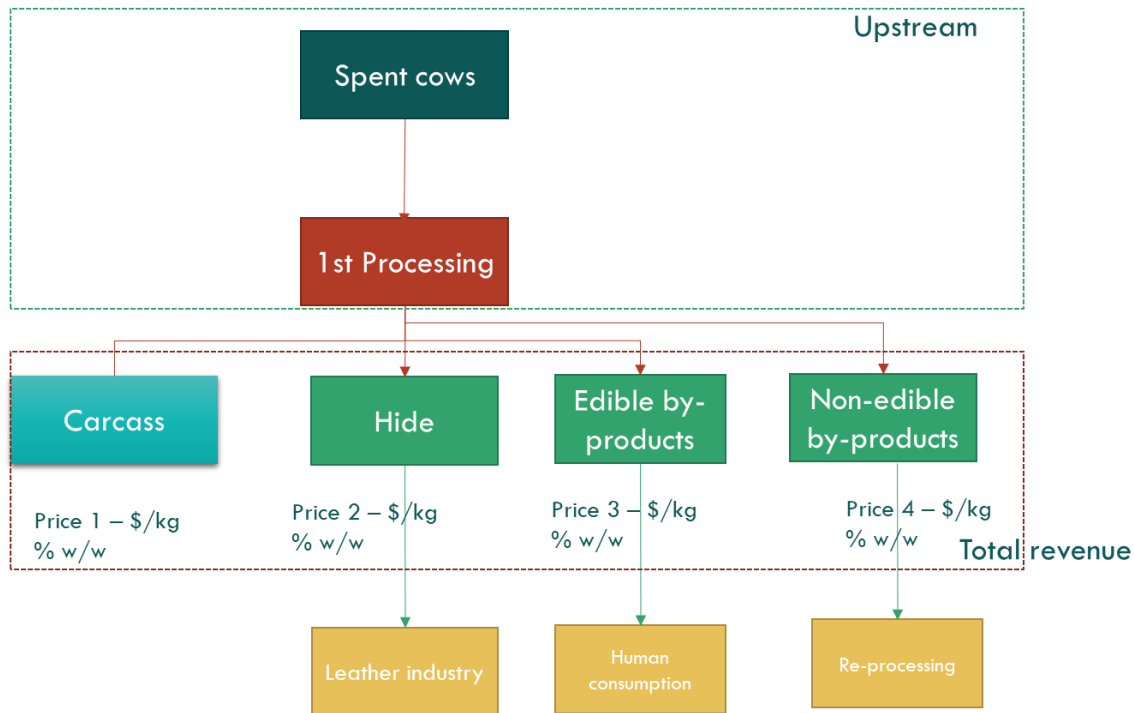 Upstream
Spent cows
1st Processing
Carcass
Hide
Edible by-
products
Non-edible
by-products
Price 1 – $/kg
% w/w
Price 2 – $/kg
% w/w
Price 3 – $/kg
% w/w
Price 4 – $/kg
% w/w
Total revenue
Leather industry
Human
consumption
Re-processing